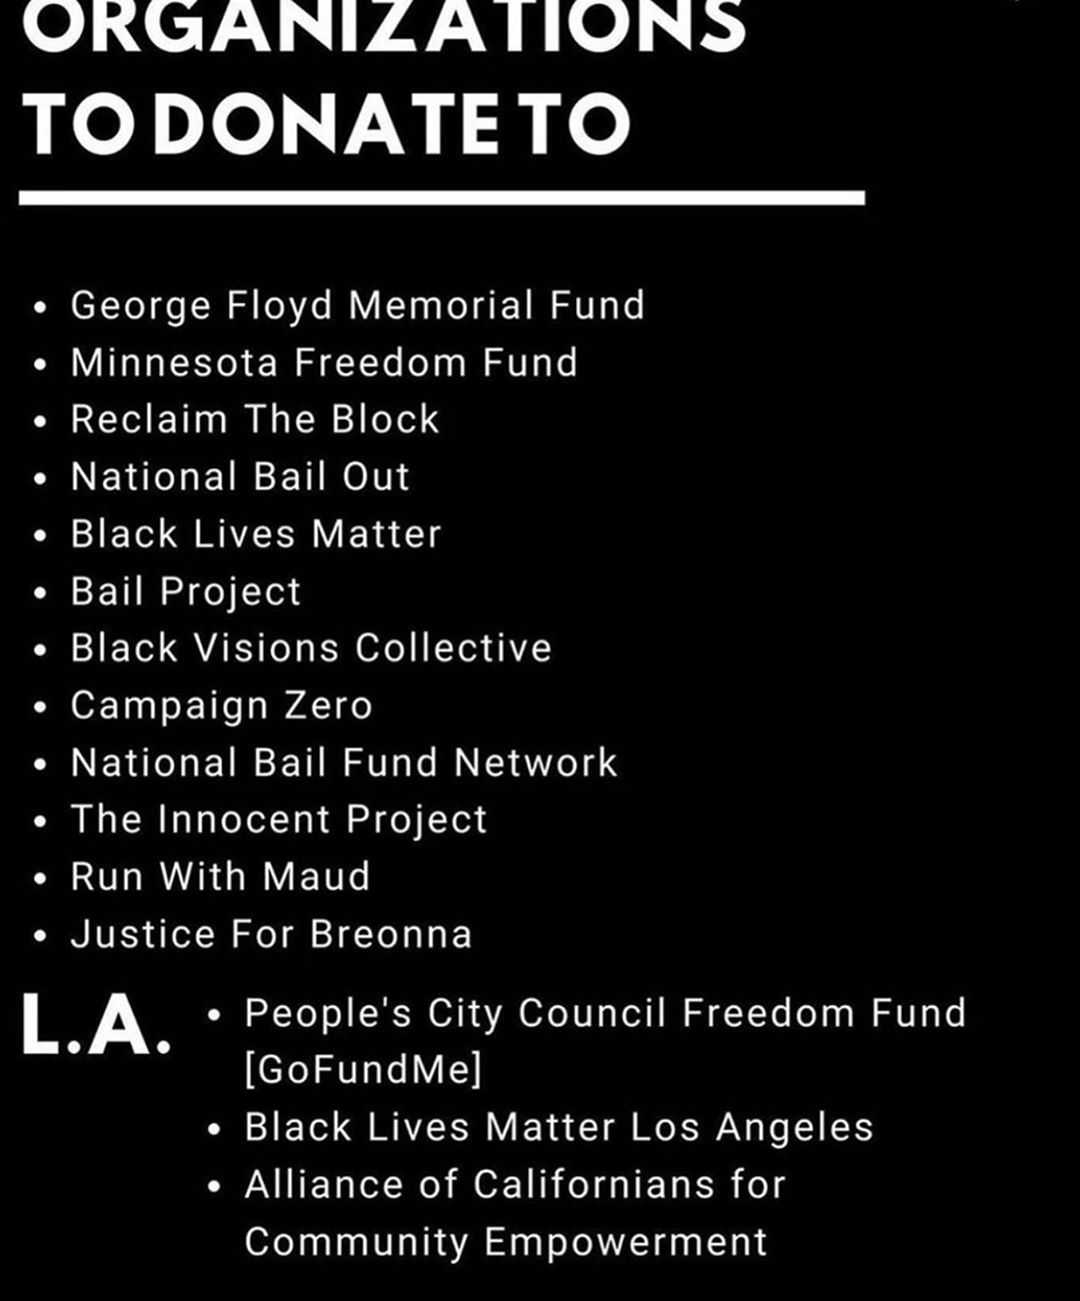 ORGANIZATIONS
TO DONATE TO
• George Floyd Memorial Fund
• Minnesota Freedom Fund
• Reclaim The Block
• National Bail Out
• Black Lives Matter
• Bail Project
• Black Visions Collective
• Campaign Zero
• National Bail Fund Network
• The Innocent Project
• Run With Maud
• Justice For Breonna
L.A.
• People's City Council Freedom Fund
[GoFundMe]
• Black Lives Matter Los Angeles
• Alliance of Californians for
Community Empowerment